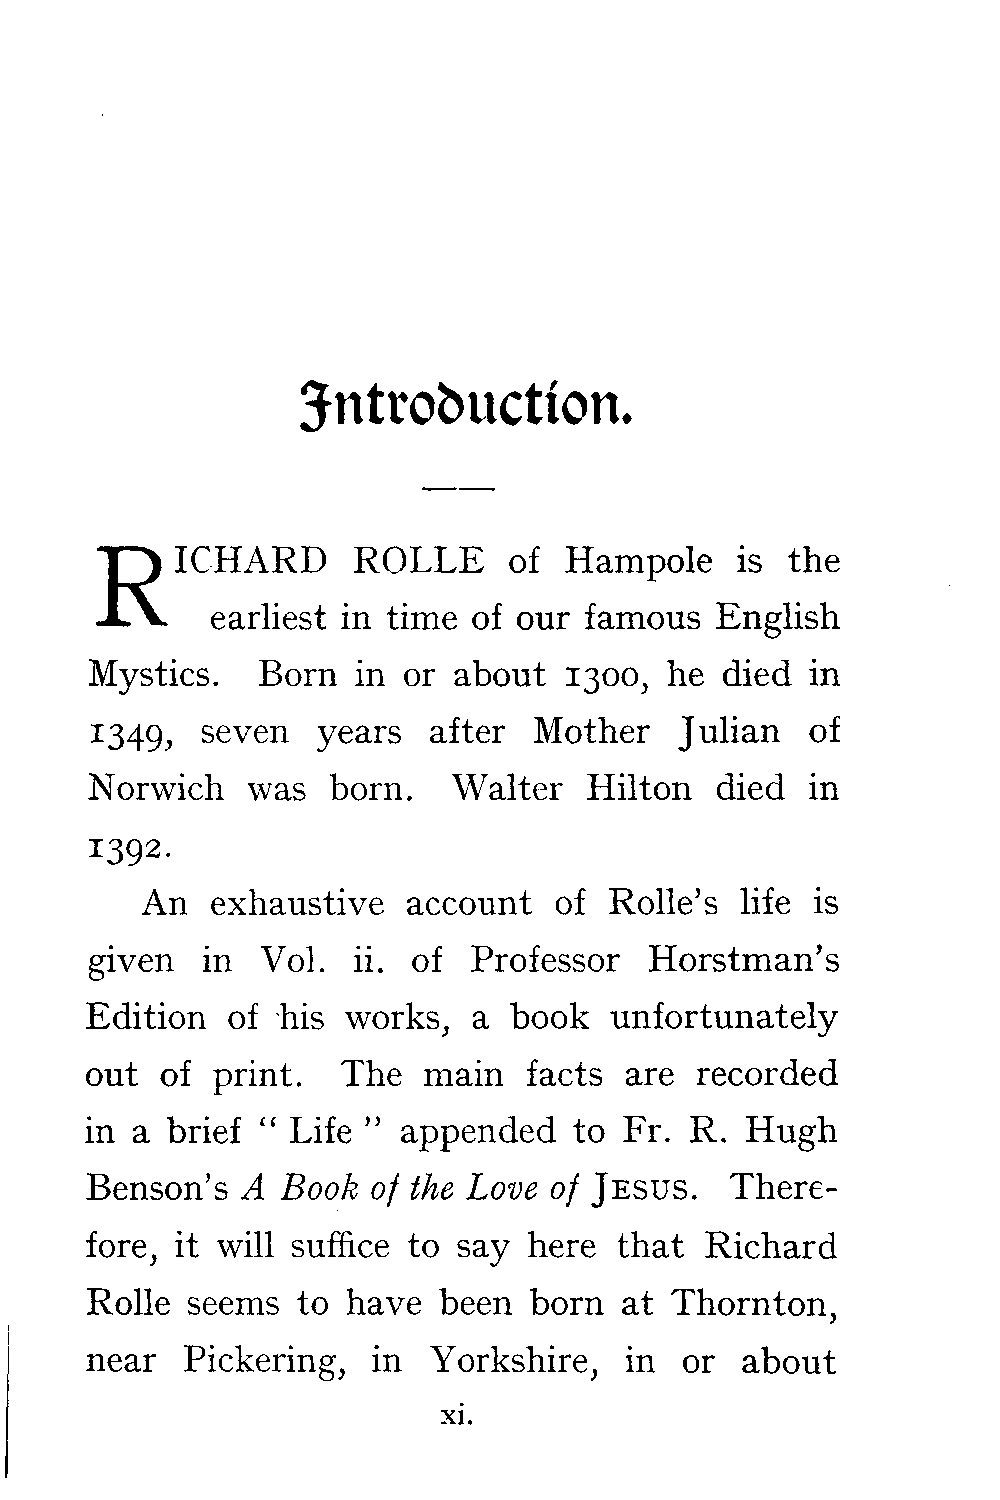 Introduction.
RICHARD ROLLE of Hampole is the
earliest in time of our famous English
Mystics. Born in or about 1300, he died in
1349, seven years after Mother Julian of
Norwich was born. Walter Hilton died in
1392.
An exhaustive account of Rolle's life is
given in Vol. ii. of Professor Horstman's
Edition of his works, a book unfortunately
out of print. The main facts are recorded
in a brief “ Life ” appended to Fr. R. Hugh
Benson's A Book of the Love of JESUS. There-
fore, it will suffice to say here that Richard
Rolle seems to have been born at Thornton,
near Pickering, in Yorkshire, in or about
xi.